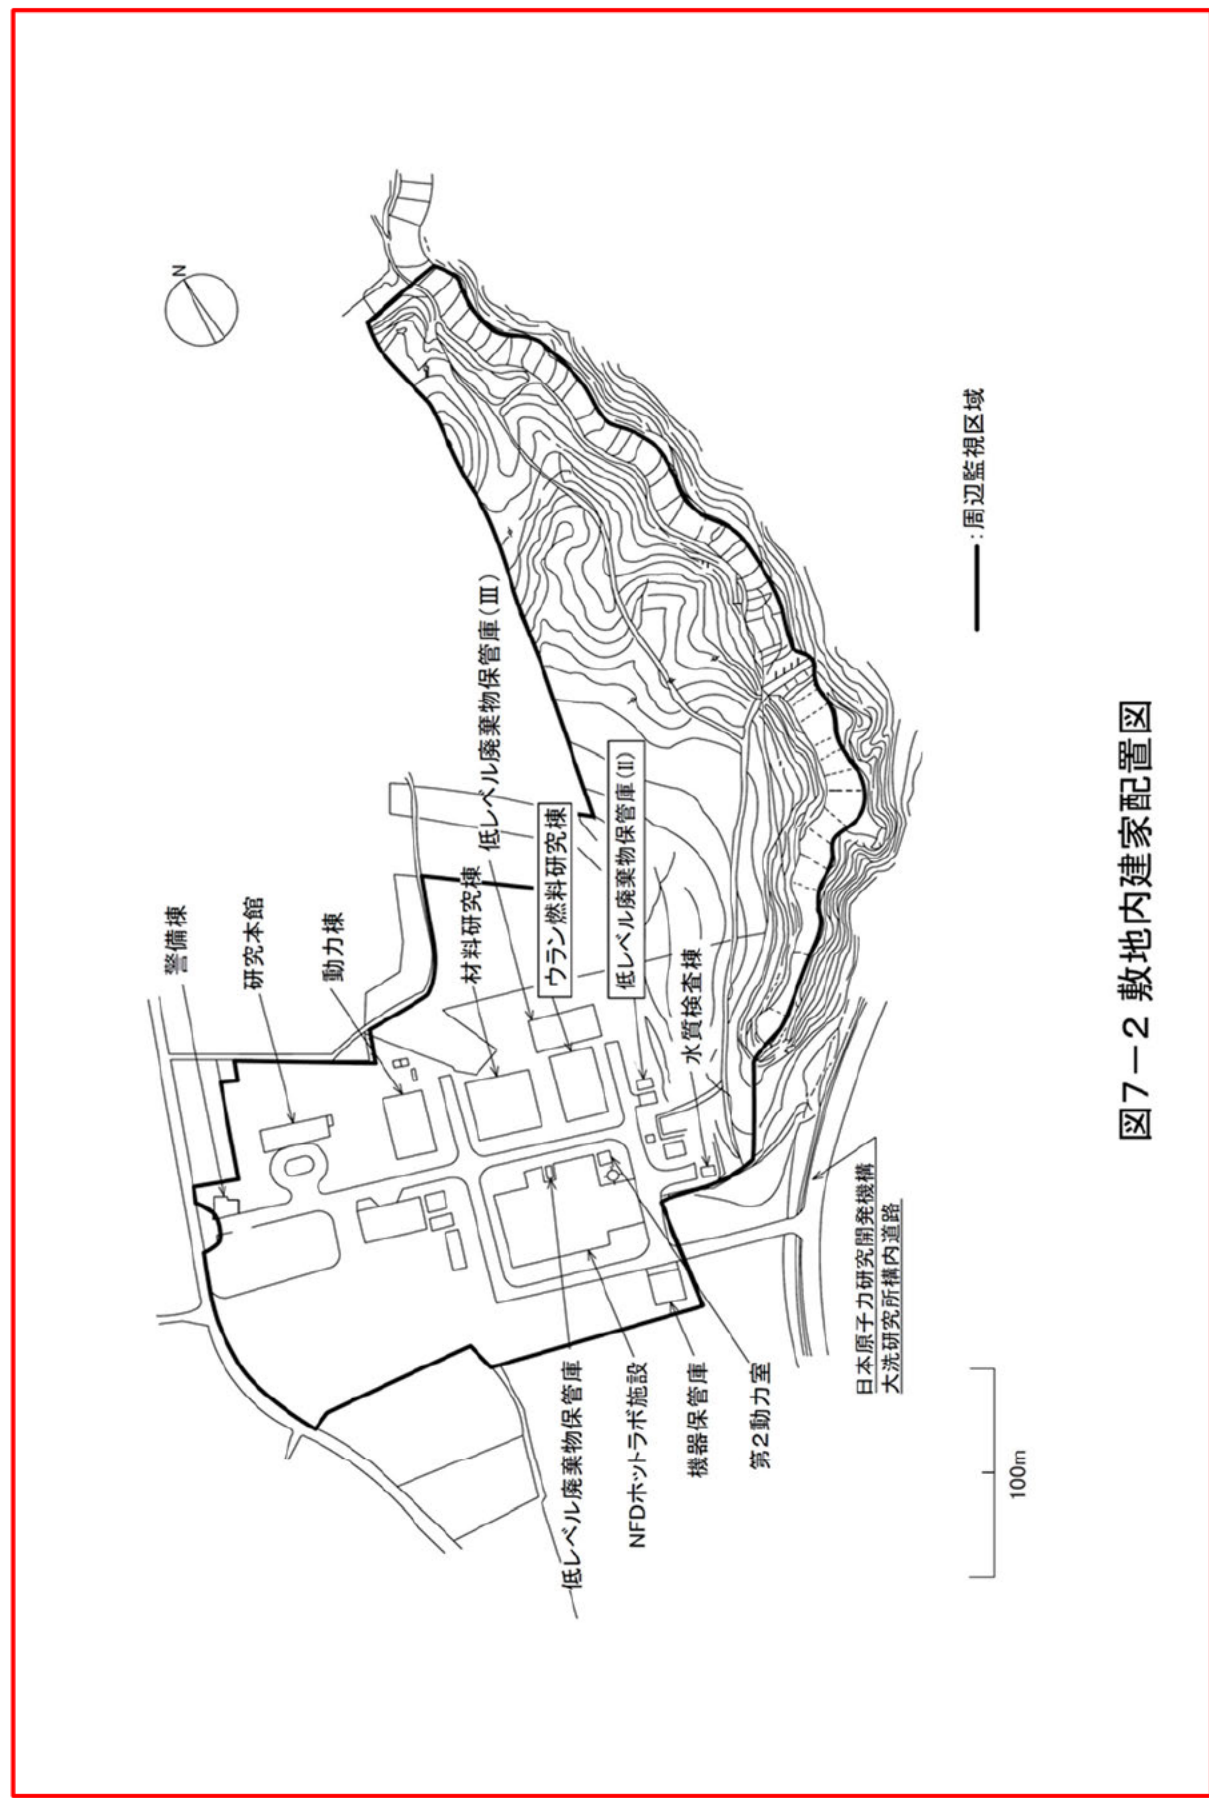 N
警備棟
研究本館
動力棟
材料研究棟
低レベル廃棄物保管庫(Ⅲ)
ウラン燃料研究棟
低レベル廃棄物保管庫(Ⅱ)
水質検査棟
低レベル廃棄物保管庫
NFDホットラボ施設
機器保管庫
第2動力室
日本原子力研究開発機構
大洗研究所構内道路
:周辺監視区域
100m
図7-2 敷地内建家配置図